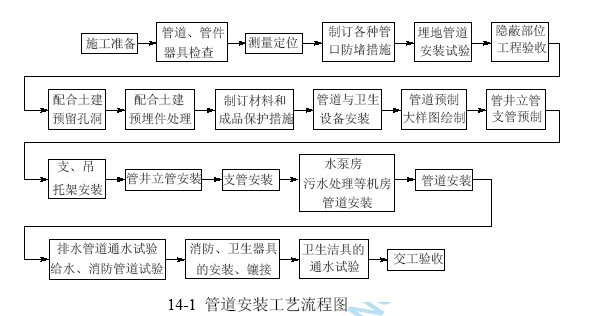 施工准备
管道、管件
器具检查
测量定位
制订各种管
口防堵措施
埋地管道
安装试验
隐蔽部位
工程验收
配合土建
预留孔洞
配合土建
预埋件处理
制订材料和
成品保护措施
管道与卫生
设备安装
管道预制
大样图绘制
管井立管
支管预制
支、吊
托架安装
管井立管安装
支管安装
水泵房
污水处理等机房
管道安装
管道安装
排水管道通水试验
给水、消防管道试验
消防、卫生器具
的安装、镶接
卫生洁具的
通水试验
交工验收
14-1 管道安装工艺流程图